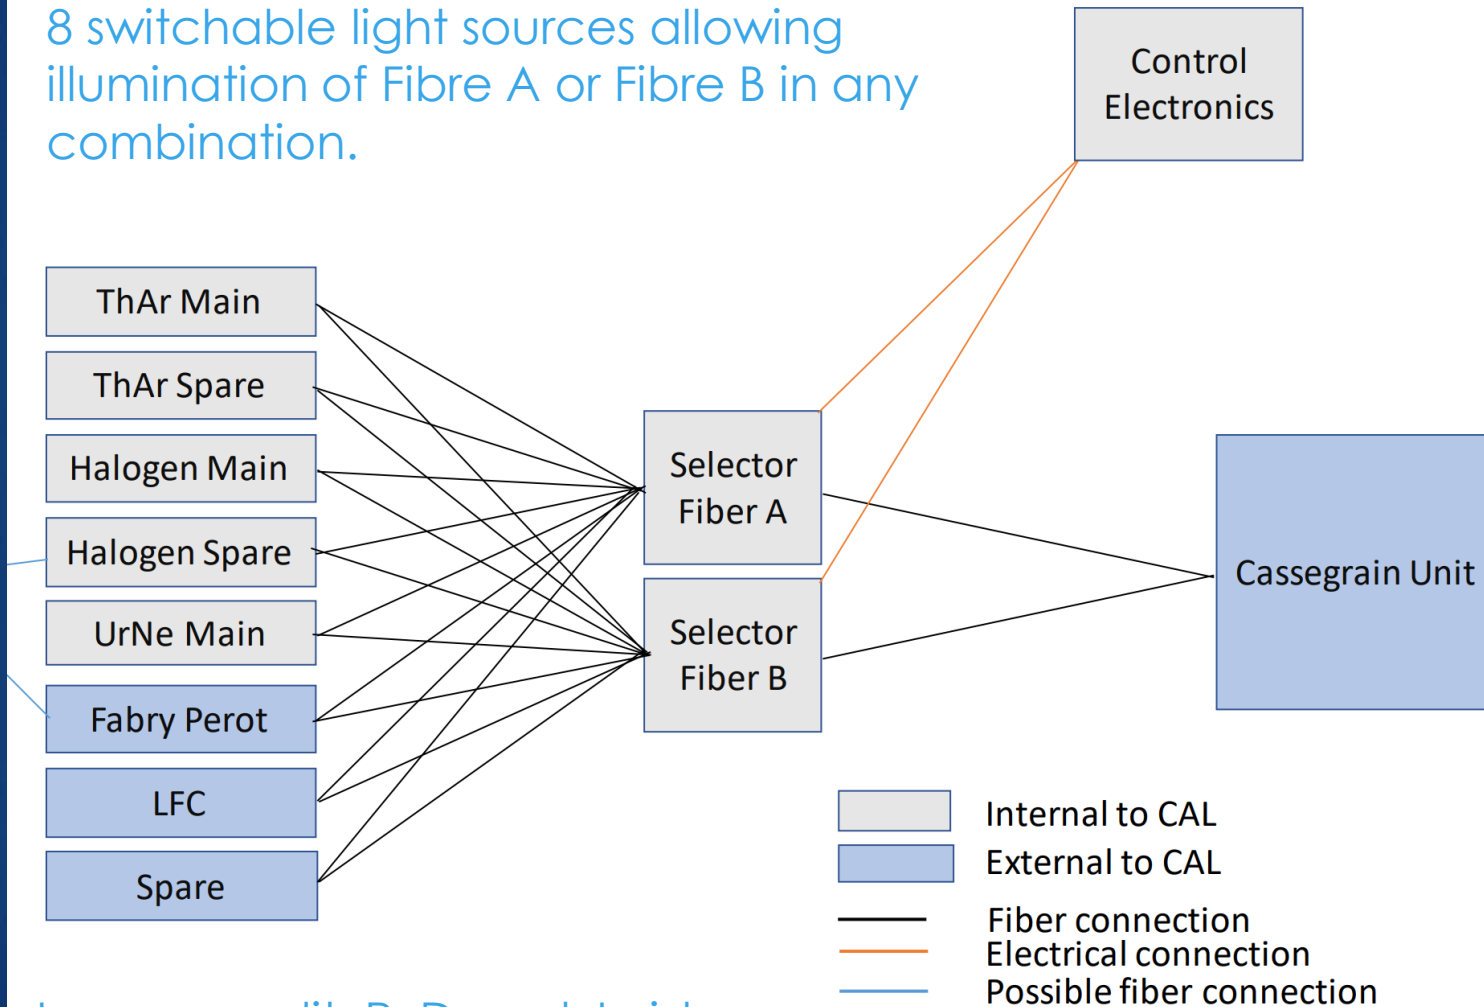 8 switchable light sources allowing
illumination of Fibre A or Fibre B in any
combination.
Control
Electronics
ThAr Main
ThAr Spare
Halogen Main
Halogen Spare
UrNe Main
Fabry Perot
LFC
Spare
Selector
Fiber A
Selector
Fiber B
Cassegrain Unit
Internal to CAL
External to CAL
Fiber connection
Electrical connection
Possible fiber connection